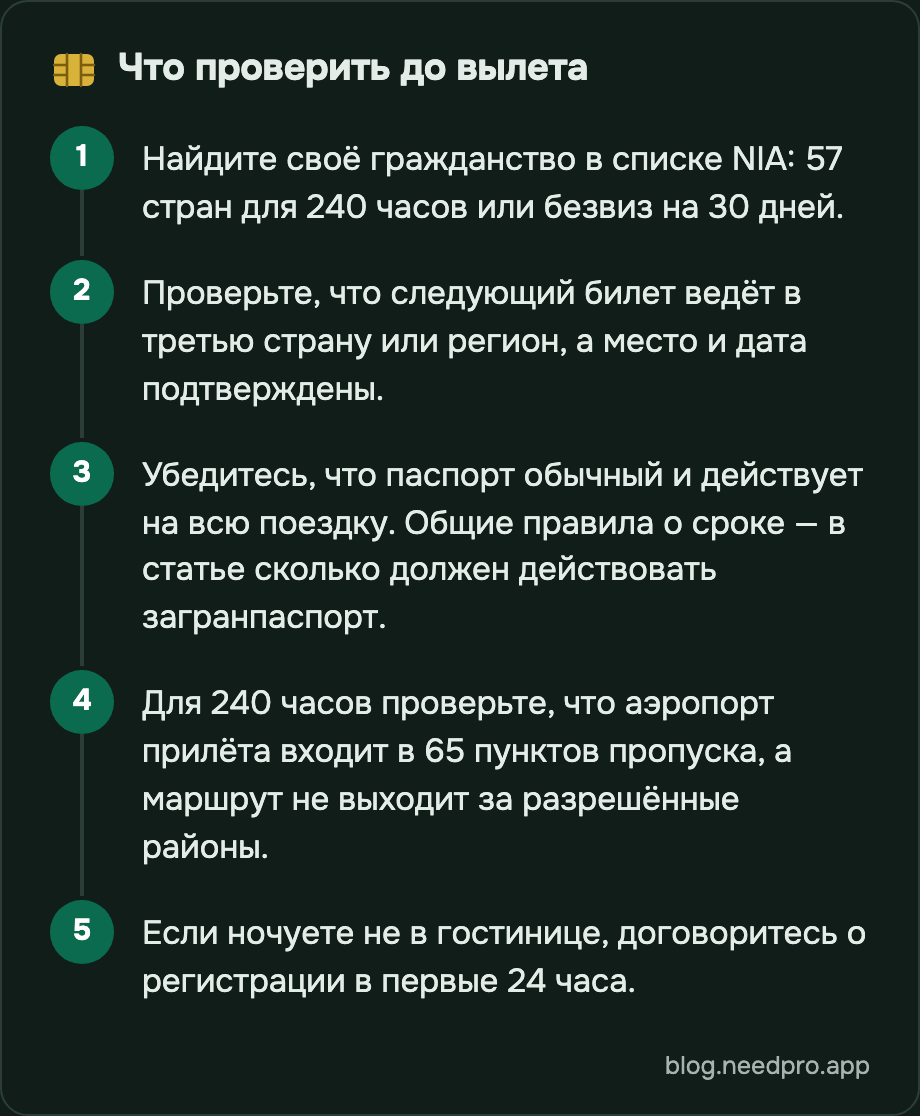 Что проверить до вылета
1
Найдите своё гражданство в списке NIA: 57
стран для 240 часов или безвиз на 30 дней.
2
Проверьте, что следующий билет ведёт в
третью страну или регион, а место и дата
подтверждены.
3
Убедитесь, что паспорт обычный и действует
на всю поездку. Общие правила о сроке — в
статье сколько должен действовать
загранпаспорт.
4
Для 240 часов проверьте, что аэропорт
прилёта входит в 65 пунктов пропуска, а
маршрут не выходит за разрешённые
районы.
5
Если ночуете не в гостинице, договоритесь о
регистрации в первые 24 часа.
blog.needpro.app